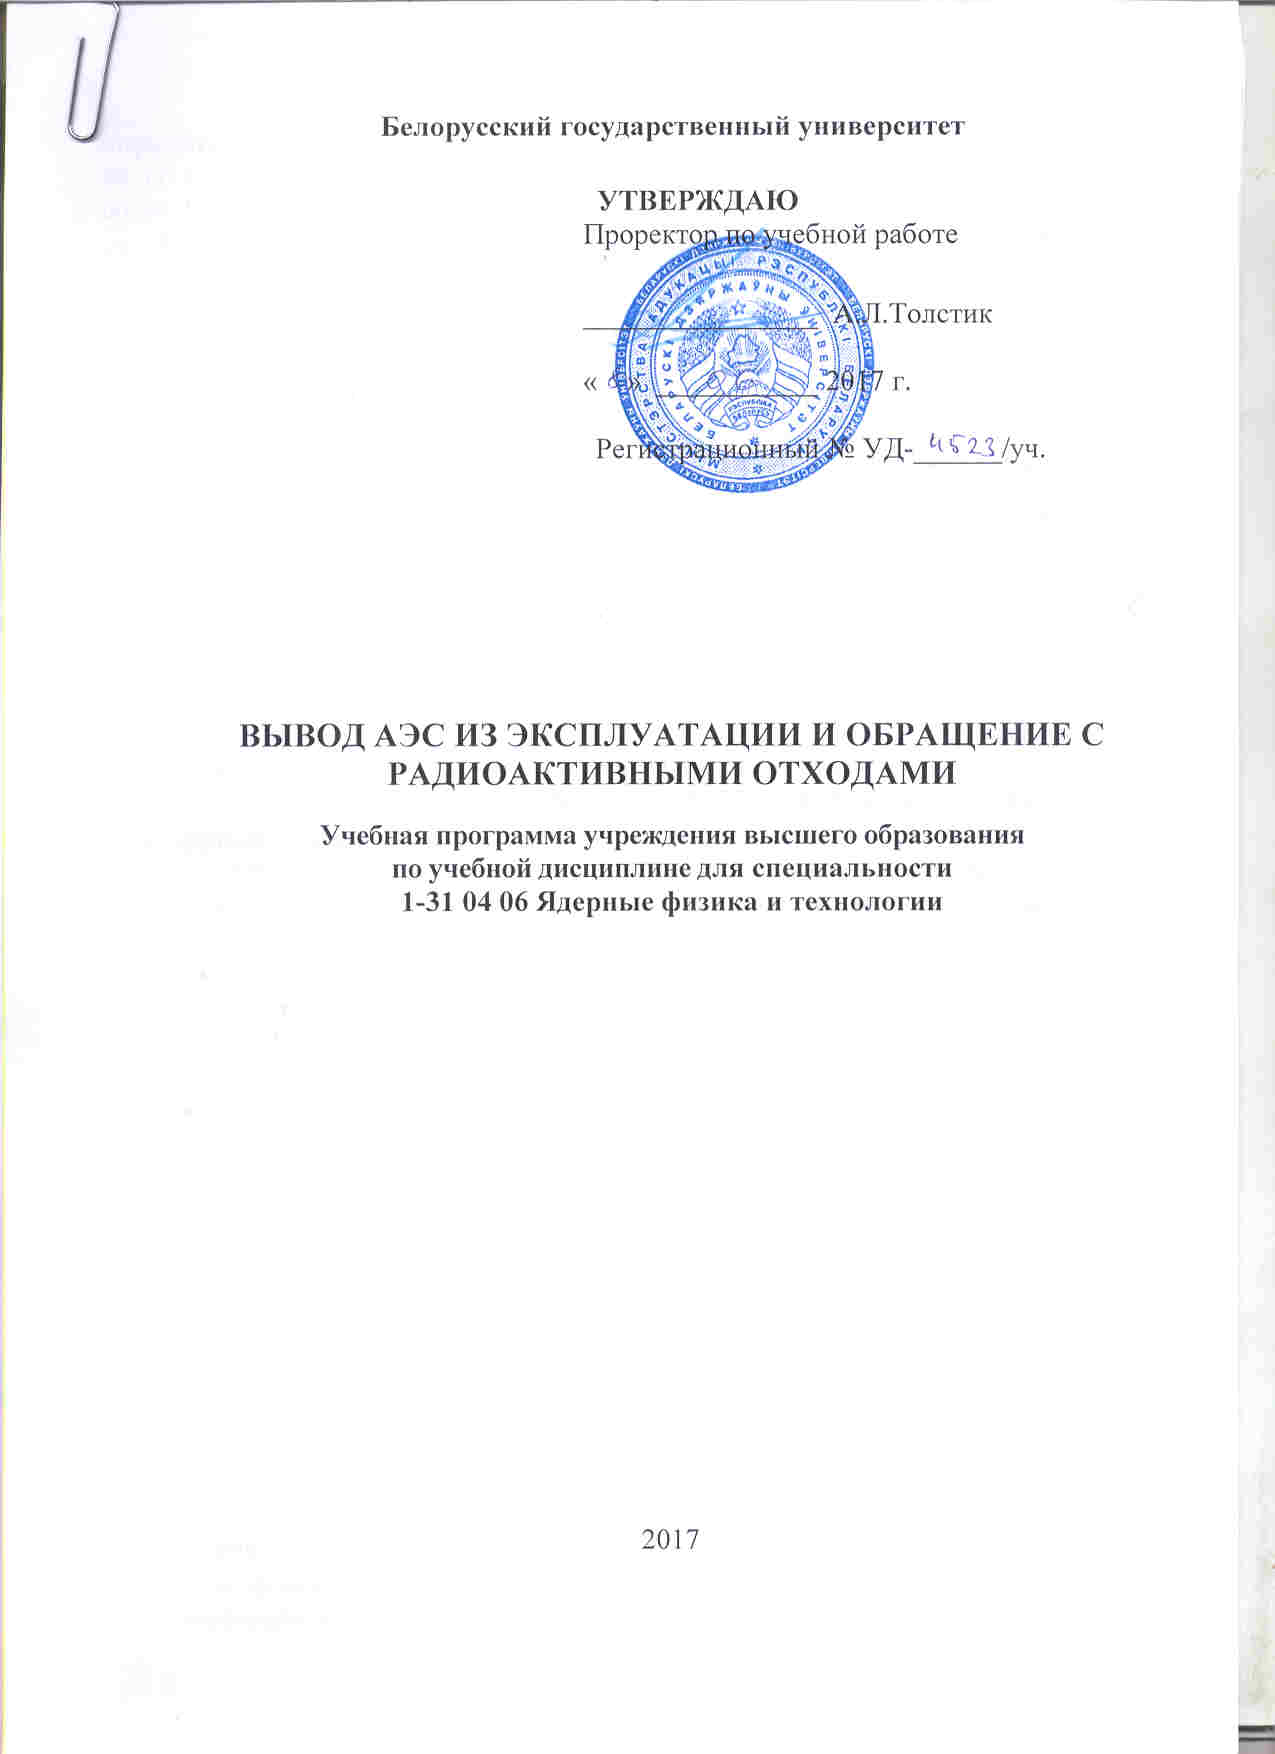 Белорусский государственный университет
УТВЕРЖДАЮ
Проректор по учебной работе
А.Л.Толстик
« » 2017 г.
Регистрационный № УД-4523/уч.
ВЫВОД АЭС ИЗ ЭКСПЛУАТАЦИИ И ОБРАЩЕНИЕ С
РАДИОАКТИВНЫМИ ОТХОДАМИ
Учебная программа учреждения высшего образования
по учебной дисциплине для специальности
1-31 04 06 Ядерные физика и технологии
2017